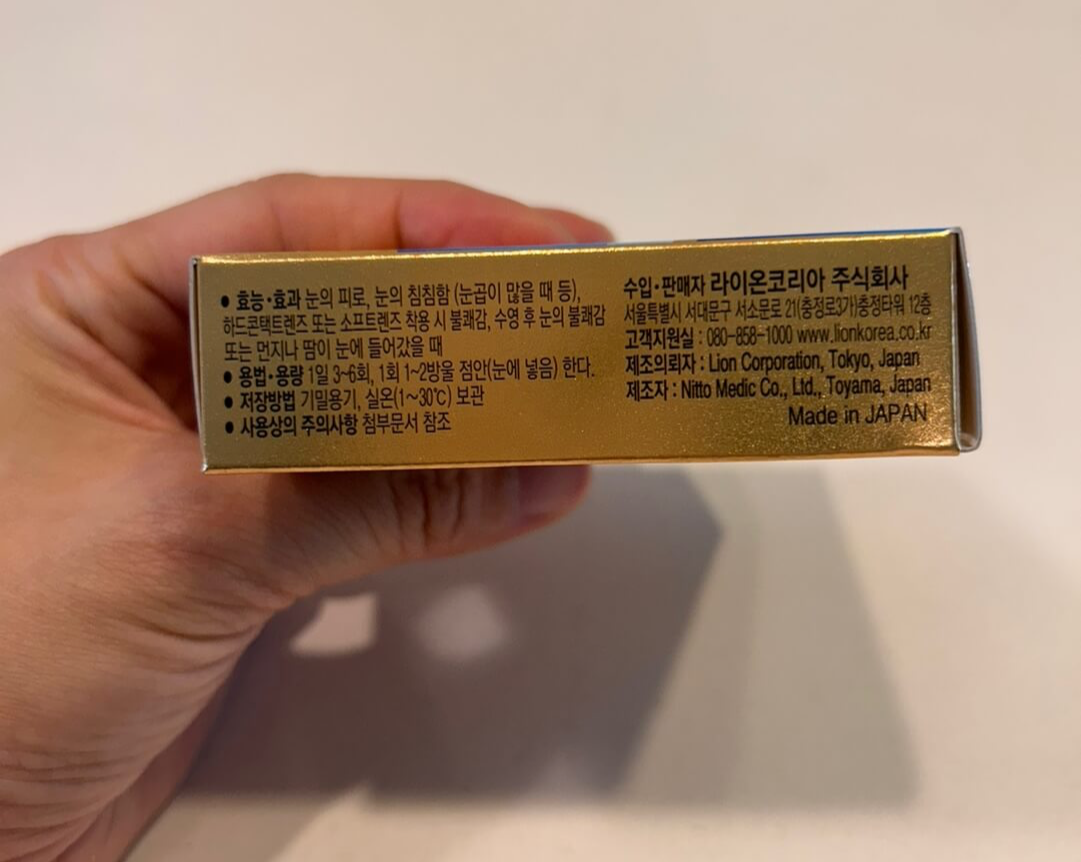 ● 효능•효과 눈의 피로, 눈의 침침함 (눈곱이 많을 때 등),
하드콘택트렌즈 또는 소프트렌즈 착용 시 불쾌감, 수영 후 눈의 불쾌감
또는 먼지나 땀이 눈에 들어갔을 때
● 용법•용량 1일 3~6회, 1회 1~2방울 점안(눈에 넣음) 한다.
● 저장방법 기밀용기, 실온(1~30℃) 보관
● 사용상의 주의사항 첨부문서 참조
수입•판매자 라이온코리아 주식회사
서울특별시 서대문구 서소문로 21(충정로3가)충정타워 12층
고객지원실 : 080-858-1000 www.lionkorea.co.kr
제조의뢰자 : Lion Corporation, Tokyo, Japan
제조자 : Nitto Medic Co., Ltd., Toyama, Japan
Made in JAPAN